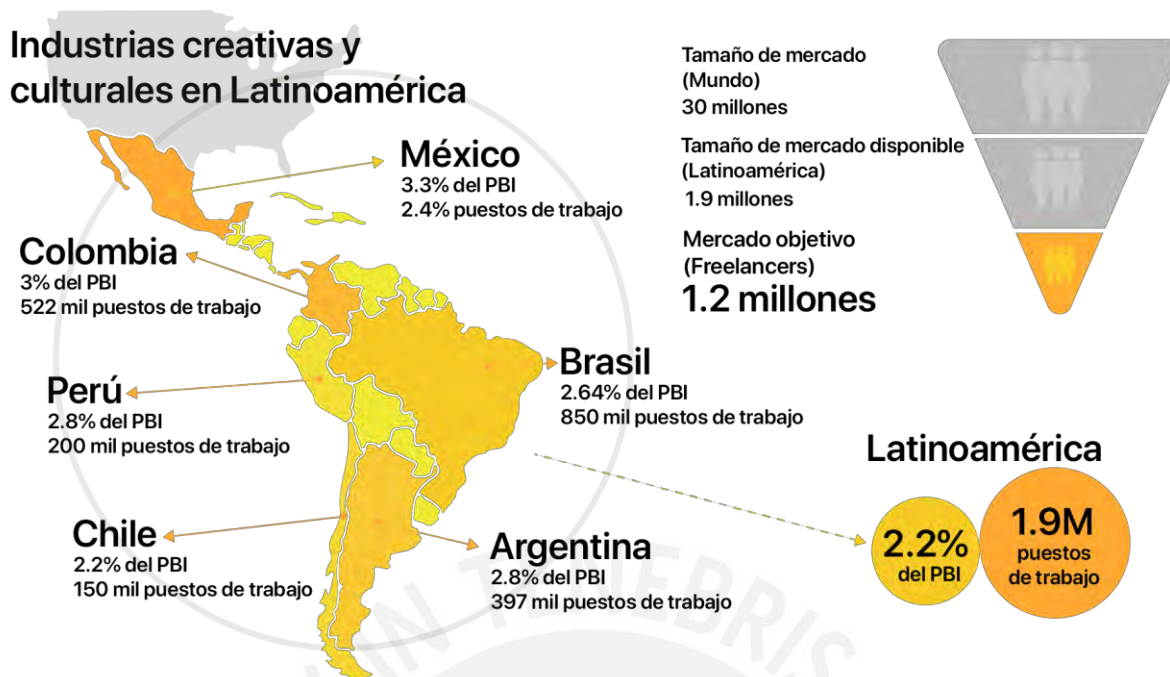 Industrias creativas y
culturales en Latinoamérica
México
3.3% del PBI
2.4% puestos de trabajo
Colombia
3% del PBI
522 mil puestos de trabajo
Perú
2.8% del PBI
200 mil puestos de trabajo
Brasil
2.64% del PBI
850 mil puestos de trabajo
Chile
2.2% del PBI
150 mil puestos de trabajo
Argentina
2.8% del PBI
397 mil puestos de trabajo
Tamaño de mercado
(Mundo)
30 millones
Tamaño de mercado disponible
(Latinoamérica)
1.9 millones
Mercado objetivo
(Freelancers)
1.2 millones
Latinoamérica
2.2%
del PBI
1.9M
puestos
de trabajo
IN TENEBRIS